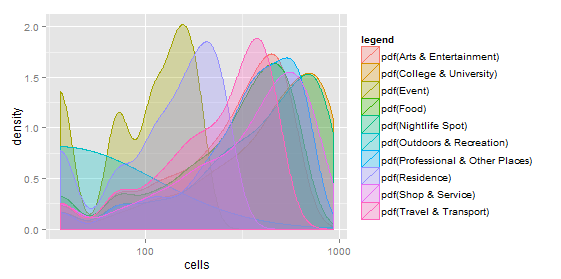 2.0
1.5
1.0
0.5
0.0
density
100
1000
cells
legend
pdf(Arts & Entertainment)
pdf(College & University)
pdf(Event)
pdf(Food)
pdf(Nightlife Spot)
pdf(Outdoors & Recreation)
pdf(Professional & Other Places)
pdf(Residence)
pdf(Shop & Service)
pdf(Travel & Transport)